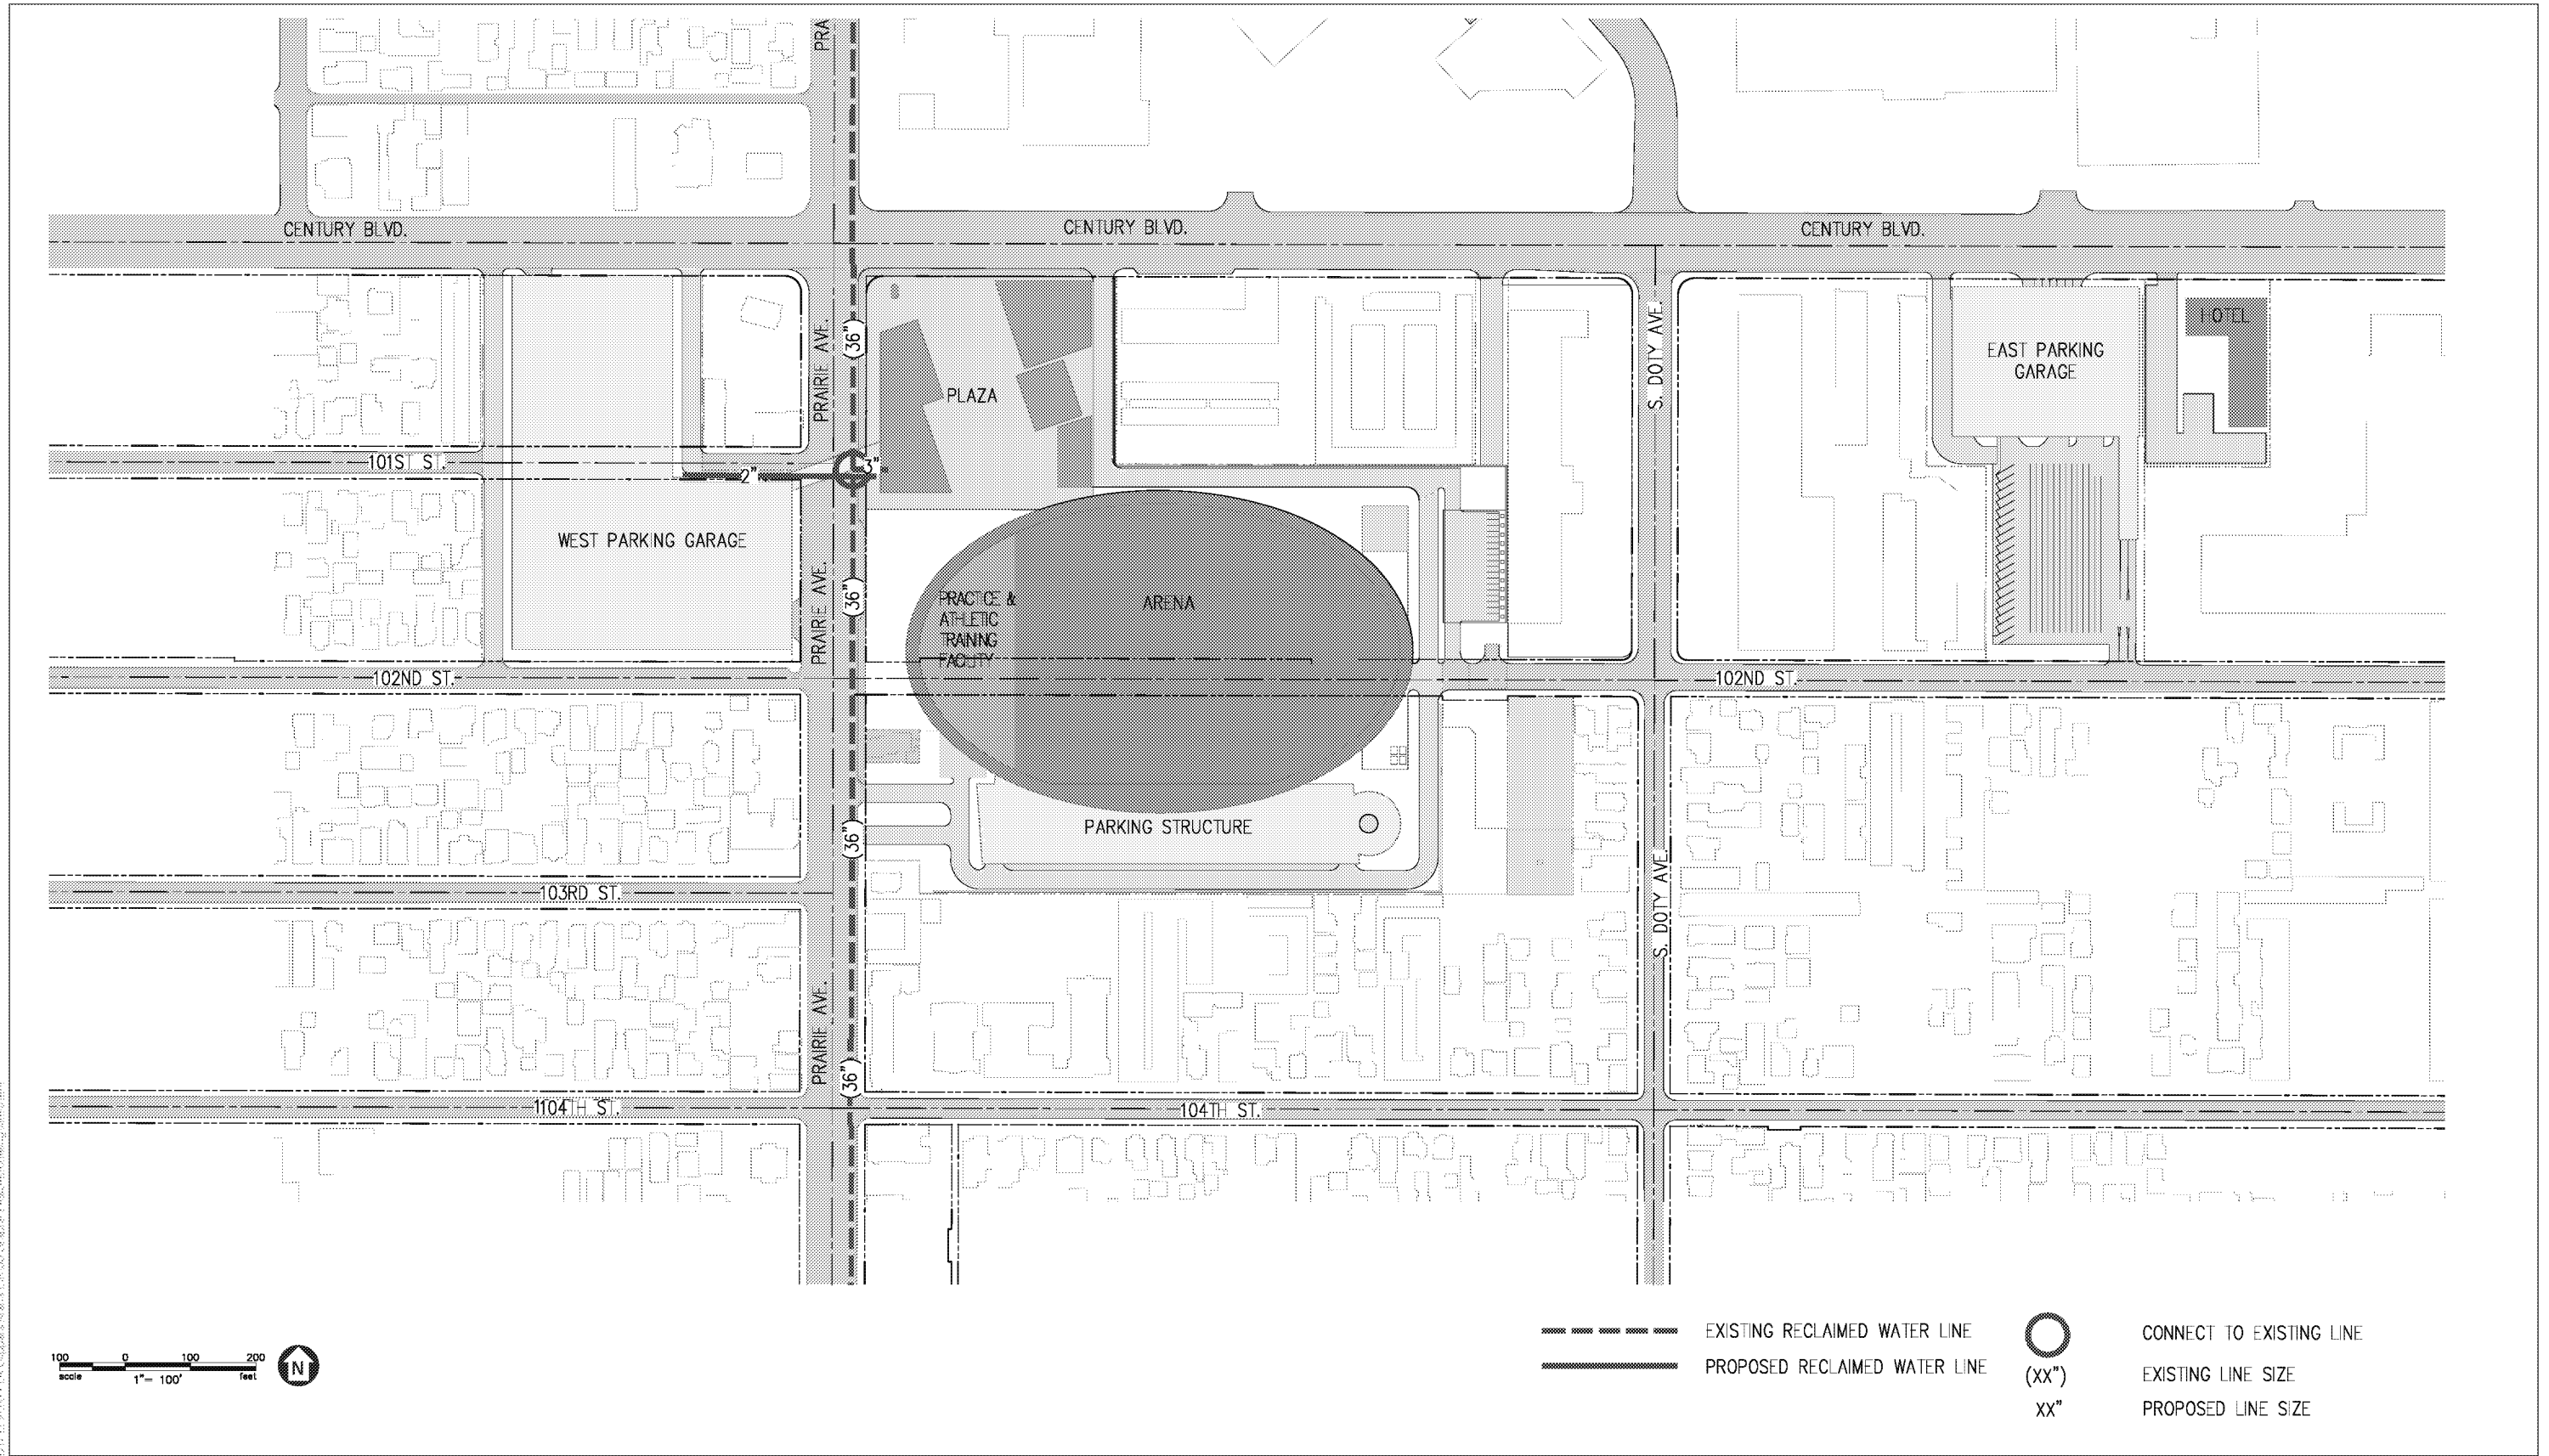 PRA
CENTURY BLVD.
CENTURY BLVD.
CENTURY BLVD.
PRAIRIE AVE.
(36")
PLAZA
S. DOTY AVE.
EAST PARKING
GARAGE
HOTEL
101ST ST.
2"
3"
WEST PARKING GARAGE
PRAIRIE AVE.
(36")
PRACTICE &
ATHLETIC
TRAINING
FACILITY
ARENA
102ND ST.
102ND ST.
(36")
PARKING STRUCTURE
103RD ST.
S. DOTY AVE.
PRAIRIE AVE.
(36")
1104TH ST.
104TH ST.
100 0 100 200
scale 1"= 100' feet
N
EXISTING RECLAIMED WATER LINE
PROPOSED RECLAIMED WATER LINE
CONNECT TO EXISTING LINE
(XX") EXISTING LINE SIZE
XX" PROPOSED LINE SIZE